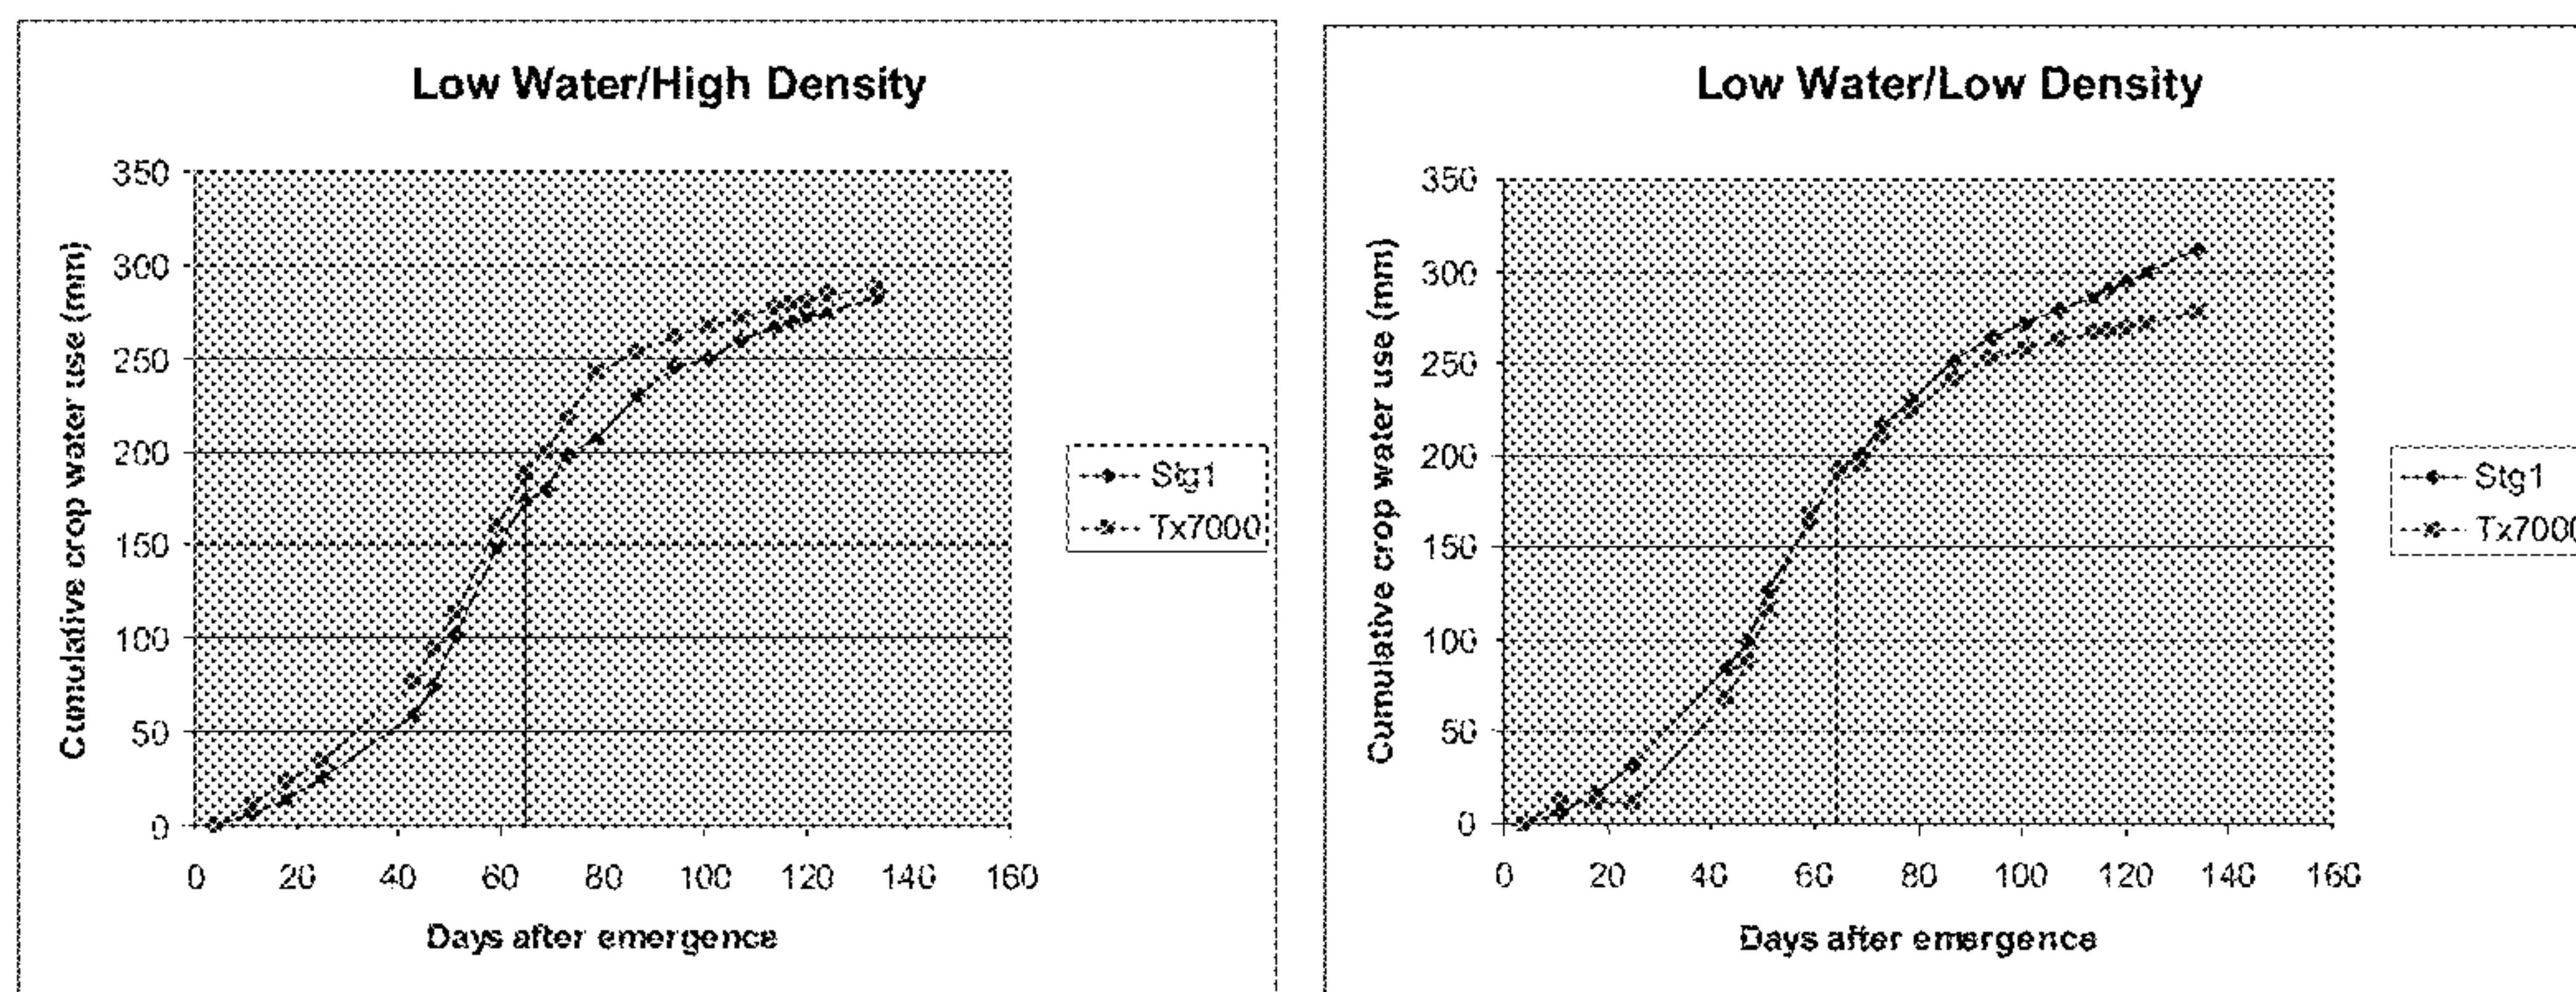 Low Water/High Density
350
300
250
200
150
100
50
0
Cumulative crop water use (mm)
0 20 40 60 80 100 120 140 160
Days after emergence
Stg1
Tx7000
Low Water/Low Density
350
300
250
200
150
100
50
0
Cumulative crop water use (mm)
0 20 40 60 80 100 120 140 160
Days after emergence
Stg1
Tx7000